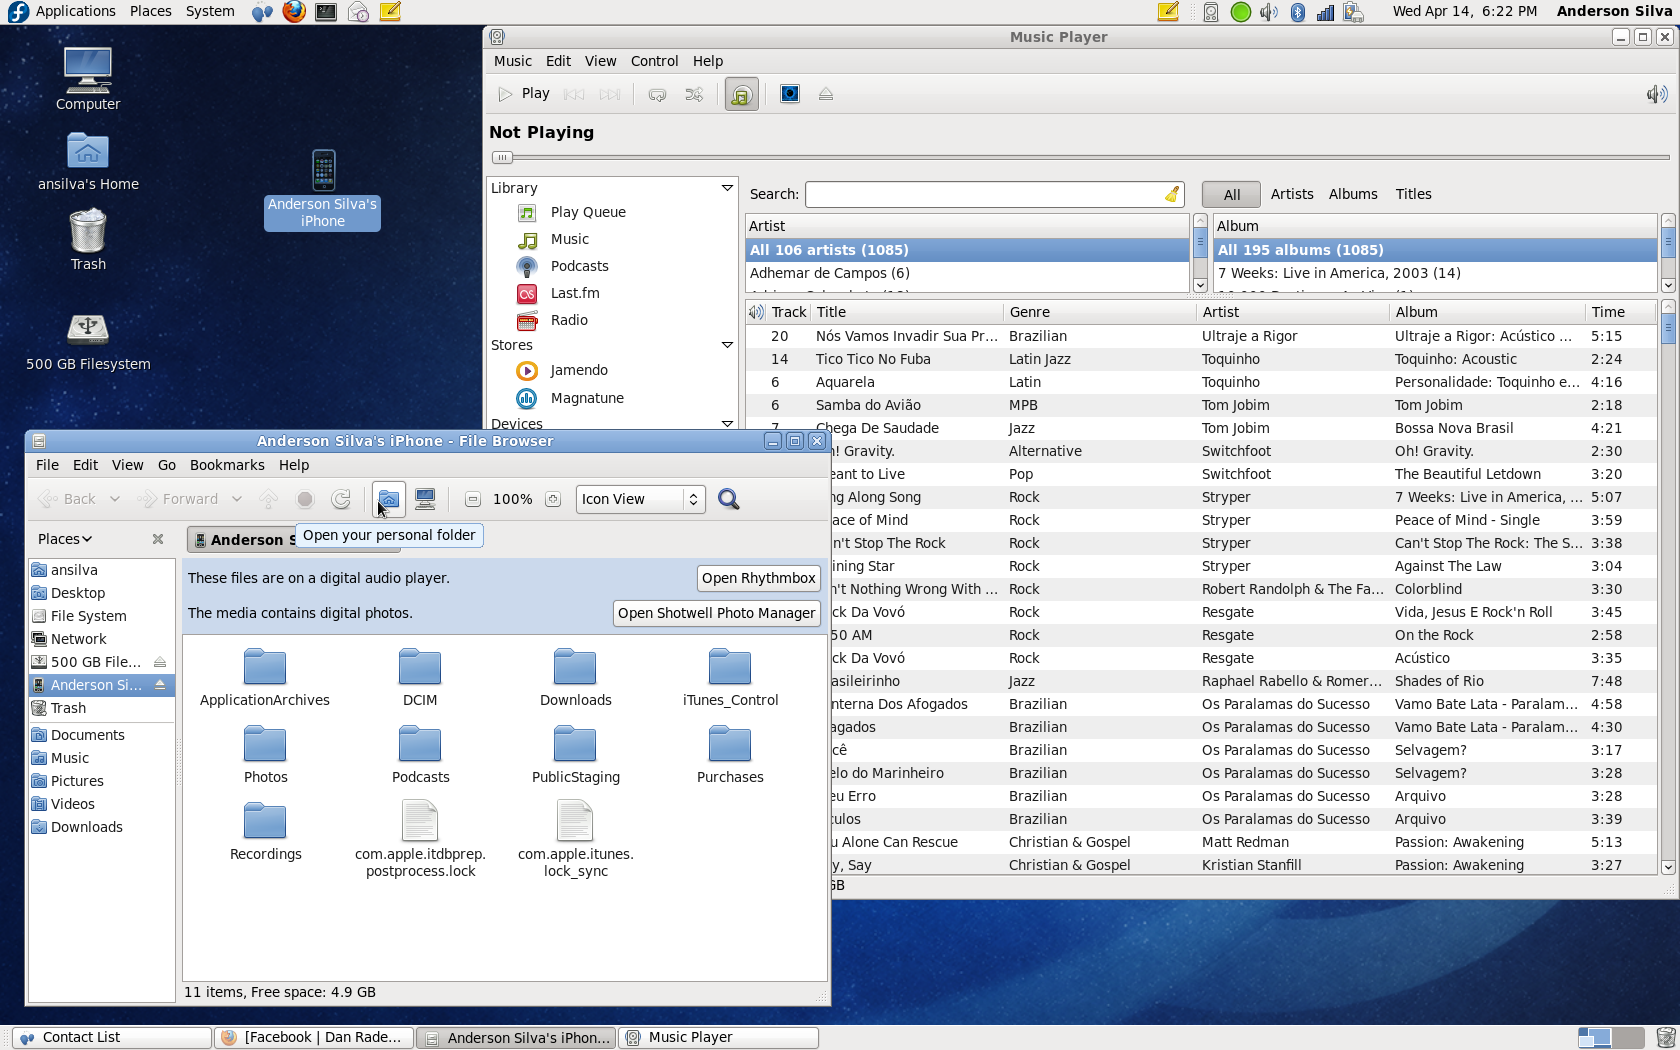 Applications Places System
Wed Apr 14, 6:22 PM Anderson Silva
Computer
ansilva's Home
Trash
500 GB Filesystem
Anderson Silva's
iPhone
Music Player
Music Edit View Control Help
Play
Not Playing
Library
Play Queue
Music
Podcasts
Last.fm
Radio
Stores
Jamendo
Magnatune
Devices
Search: All Artists Albums Titles
Artist
All 106 artists (1085)
Adhemar de Campos (6)
Album
All 195 albums (1085)
7 Weeks: Live in America, 2003 (14)
Track Title Genre Artist Album Time
20 Nós Vamos Invadir Sua Pr... Brazilian Ultraje a Rigor Ultraje a Rigor: Acústico ... 5:15
14 Tico Tico No Fuba Latin Jazz Toquinho Toquinho: Acoustic 2:24
6 Aquarela Latin Toquinho Personalidade: Toquinho e... 4:16
6 Samba do Avião MPB Tom Jobim Tom Jobim 2:18
7 Chega De Saudade Jazz Tom Jobim Bossa Nova Brasil 4:21
h! Gravity. Alternative Switchfoot Oh! Gravity. 2:30
eant to Live Pop Switchfoot The Beautiful Letdown 3:20
ng Along Song Rock Stryper 7 Weeks: Live in America, ... 5:07
ace of Mind Rock Stryper Peace of Mind - Single 3:59
n't Stop The Rock Rock Stryper Can't Stop The Rock: The S... 3:38
ining Star Rock Stryper Against The Law 3:04
n't Nothing Wrong With ... Rock Robert Randolph & The Fa... Colorblind 3:30
ck Da Vovó Rock Resgate Vida, Jesus E Rock'n Roll 3:45
50 AM Rock Resgate On the Rock 2:58
ck Da Vovó Rock Resgate Acústico 3:35
asileirinho Jazz Raphael Rabello & Romer... Shades of Rio 7:48
nterna Dos Afogados Brazilian Os Paralamas do Sucesso Vamo Bate Lata - Paralam... 4:58
agados Brazilian Os Paralamas do Sucesso Vamo Bate Lata - Paralam... 4:30
cê Brazilian Os Paralamas do Sucesso Selvagem? 3:17
elo do Marinheiro Brazilian Os Paralamas do Sucesso Selvagem? 3:28
eu Erro Brazilian Os Paralamas do Sucesso Arquivo 3:28
culos Brazilian Os Paralamas do Sucesso Arquivo 3:39
u Alone Can Rescue Christian & Gospel Matt Redman Passion: Awakening 5:13
y, Say Christian & Gospel Kristian Stanfill Passion: Awakening 3:27
GB
Anderson Silva's iPhone - File Browser
File Edit View Go Bookmarks Help
Back Forward 100% Icon View
Places
Anderson S
Open your personal folder
ansilva
Desktop
File System
Network
500 GB File...
Anderson Si...
Trash
Documents
Music
Pictures
Videos
Downloads
These files are on a digital audio player. Open Rhythmbox
The media contains digital photos. Open Shotwell Photo Manager
ApplicationArchives DCIM Downloads iTunes_Control
Photos Podcasts PublicStaging Purchases
Recordings com.apple.itdbprep. com.apple.itunes.
postprocess.lock lock_sync
11 items, Free space: 4.9 GB
Contact List [Facebook | Dan Rade... Anderson Silva's iPhon... Music Player